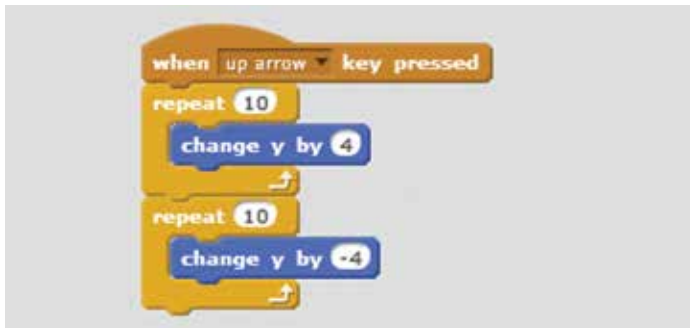 when up arrow key pressed
repeat 10
change y by 4
repeat 10
change y by -4